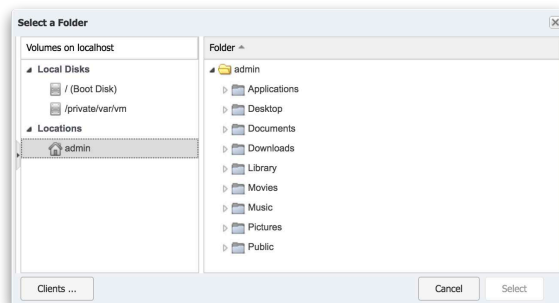 Select a Folder
Volumes on localhost
Local Disks
/ (Boot Disk)
/private/var/vm
Locations
admin
Folder
admin
Applications
Desktop
Documents
Downloads
Library
Movies
Music
Pictures
Public
Clients ...
Cancel
Select